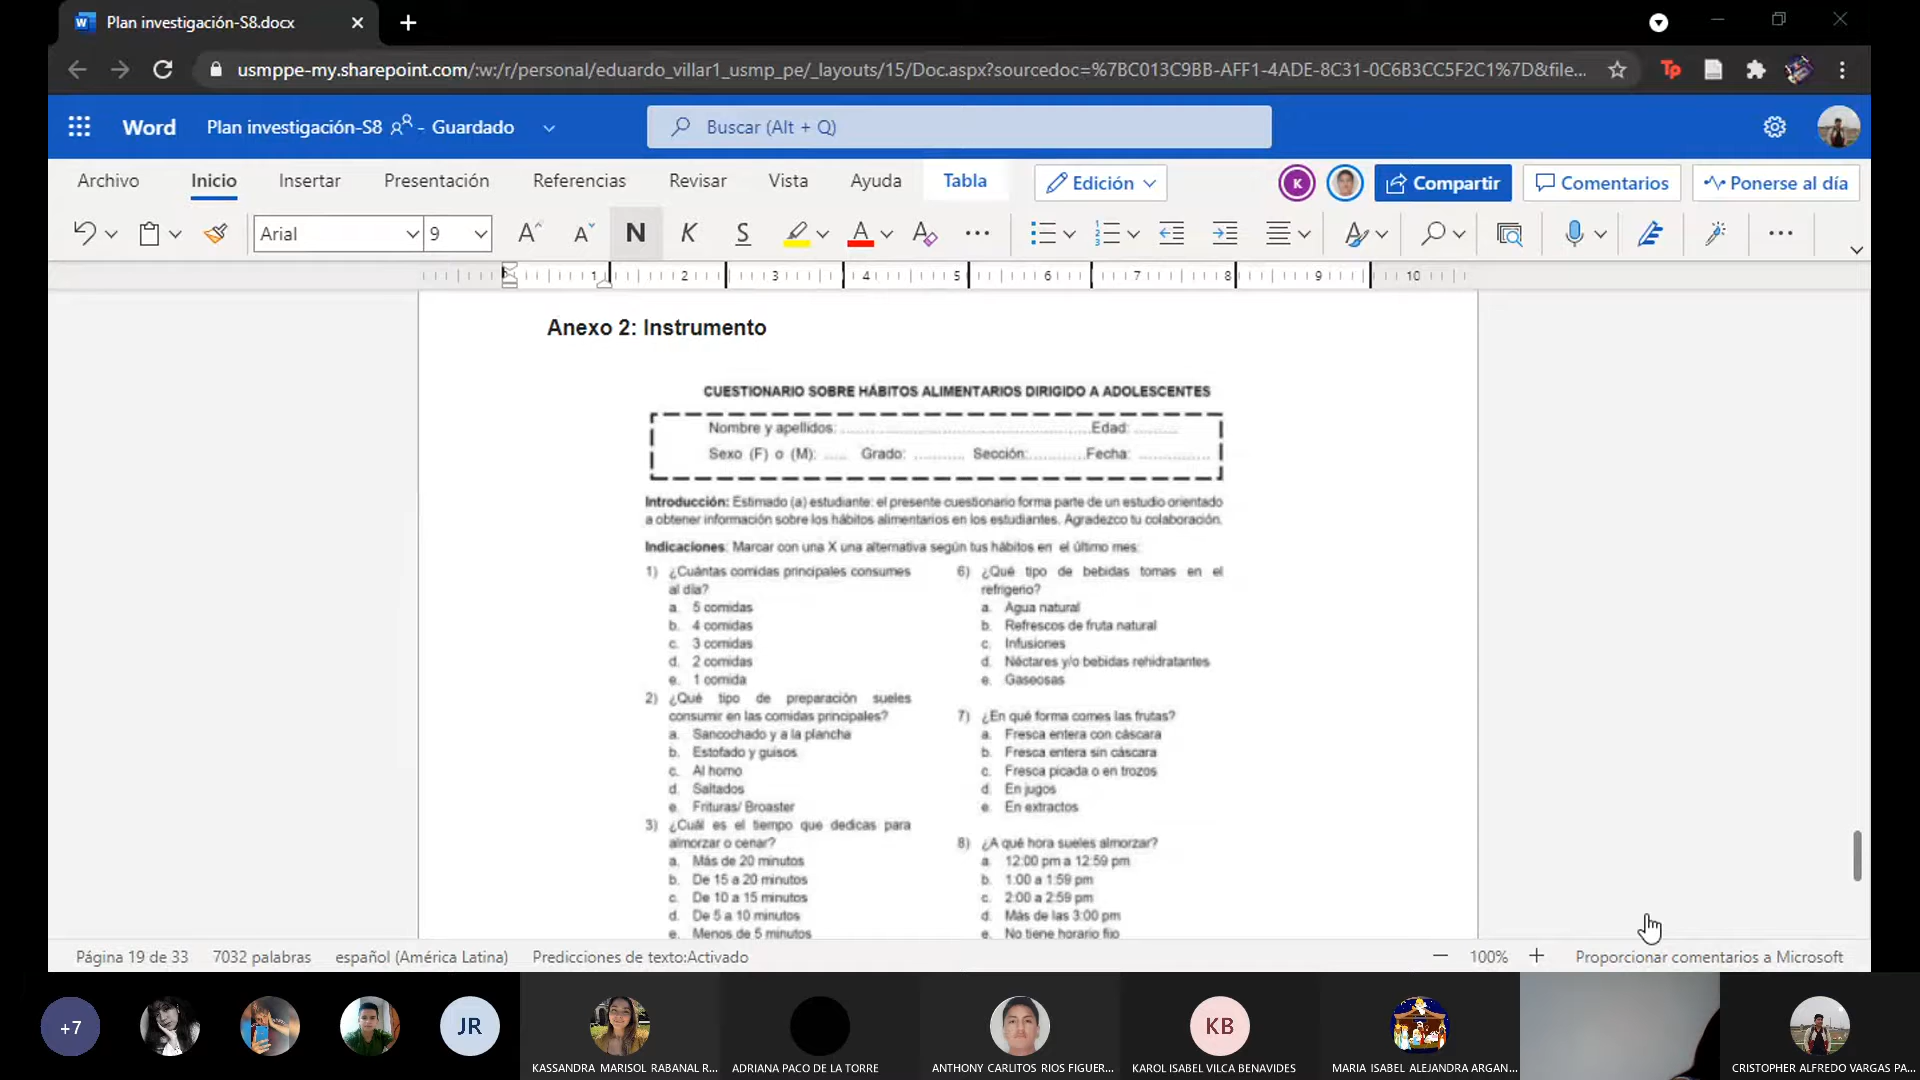 Plan investigación-S8.docx
usmppe-my.sharepoint.com/:w:/r/personal/eduardo_villar1_usmp_pe/_layouts/15/Doc.aspx?sourcedoc=%7BC013C9BB-AFF1-4ADE-8C31-0C6B3CC5F2C1%7D&file...
Word Plan investigación-S8 - Guardado
Buscar (Alt + Q)
Archivo Inicio Insertar Presentación Referencias Revisar Vista Ayuda Tabla Edición K Compartir Comentarios Ponerse al día
Arial 9 N K S
1 2 3 4 5 6 7 8 9 10
Anexo 2: Instrumento
CUESTIONARIO SOBRE HÁBITOS ALIMENTARIOS DIRIGIDO A ADOLESCENTES
Nombre y apellidos: ........................................................ Edad: ..........
Sexo (F) o (M): ..... Grado: ........... Sección:........... Fecha: ...............
Introducción: Estimado (a) estudiante: el presente cuestionario forma parte de un estudio orientado
a obtener información sobre los hábitos alimentarios en los estudiantes. Agradezco tu colaboración.
Indicaciones: Marcar con una X una alternativa según tus hábitos en el último mes:
1) ¿Cuántas comidas principales consumes
al día?
a. 5 comidas
b. 4 comidas
c. 3 comidas
d. 2 comidas
e. 1 comida
2) ¿Qué tipo de preparación sueles
consumir en las comidas principales?
a. Sancochado y a la plancha
b. Estofado y guisos
c. Al horno
d. Saltados
e. Frituras/ Broaster
3) ¿Cuál es el tiempo que dedicas para
almorzar o cenar?
a. Más de 20 minutos
b. De 15 a 20 minutos
c. De 10 a 15 minutos
d. De 5 a 10 minutos
e. Menos de 5 minutos
6) ¿Qué tipo de bebidas tomas en el
refrigerio?
a. Agua natural
b. Refrescos de fruta natural
c. Infusiones
d. Néctares y/o bebidas rehidratantes
e. Gaseosas
7) ¿En qué forma comes las frutas?
a. Fresca entera con cáscara
b. Fresca entera sin cáscara
c. Fresca picada o en trozos
d. En jugos
e. En extractos
8) ¿A qué hora sueles almorzar?
a. 12:00 pm a 12:59 pm
b. 1:00 a 1:59 pm
c. 2:00 a 2:59 pm
d. Más de las 3:00 pm
e. No tiene horario fijo
Página 19 de 33 7032 palabras español (América Latina) Predicciones de texto:Activado 100% Proporcionar comentarios a Microsoft
+7 JR KB
KASSANDRA MARISOL RABANAL R... ADRIANA PACO DE LA TORRE ANTHONY CARLITOS RIOS FIGUER... KAROL ISABEL VILCA BENAVIDES MARIA ISABEL ALEJANDRA ARGAN... CRISTOPHER ALFREDO VARGAS PA...